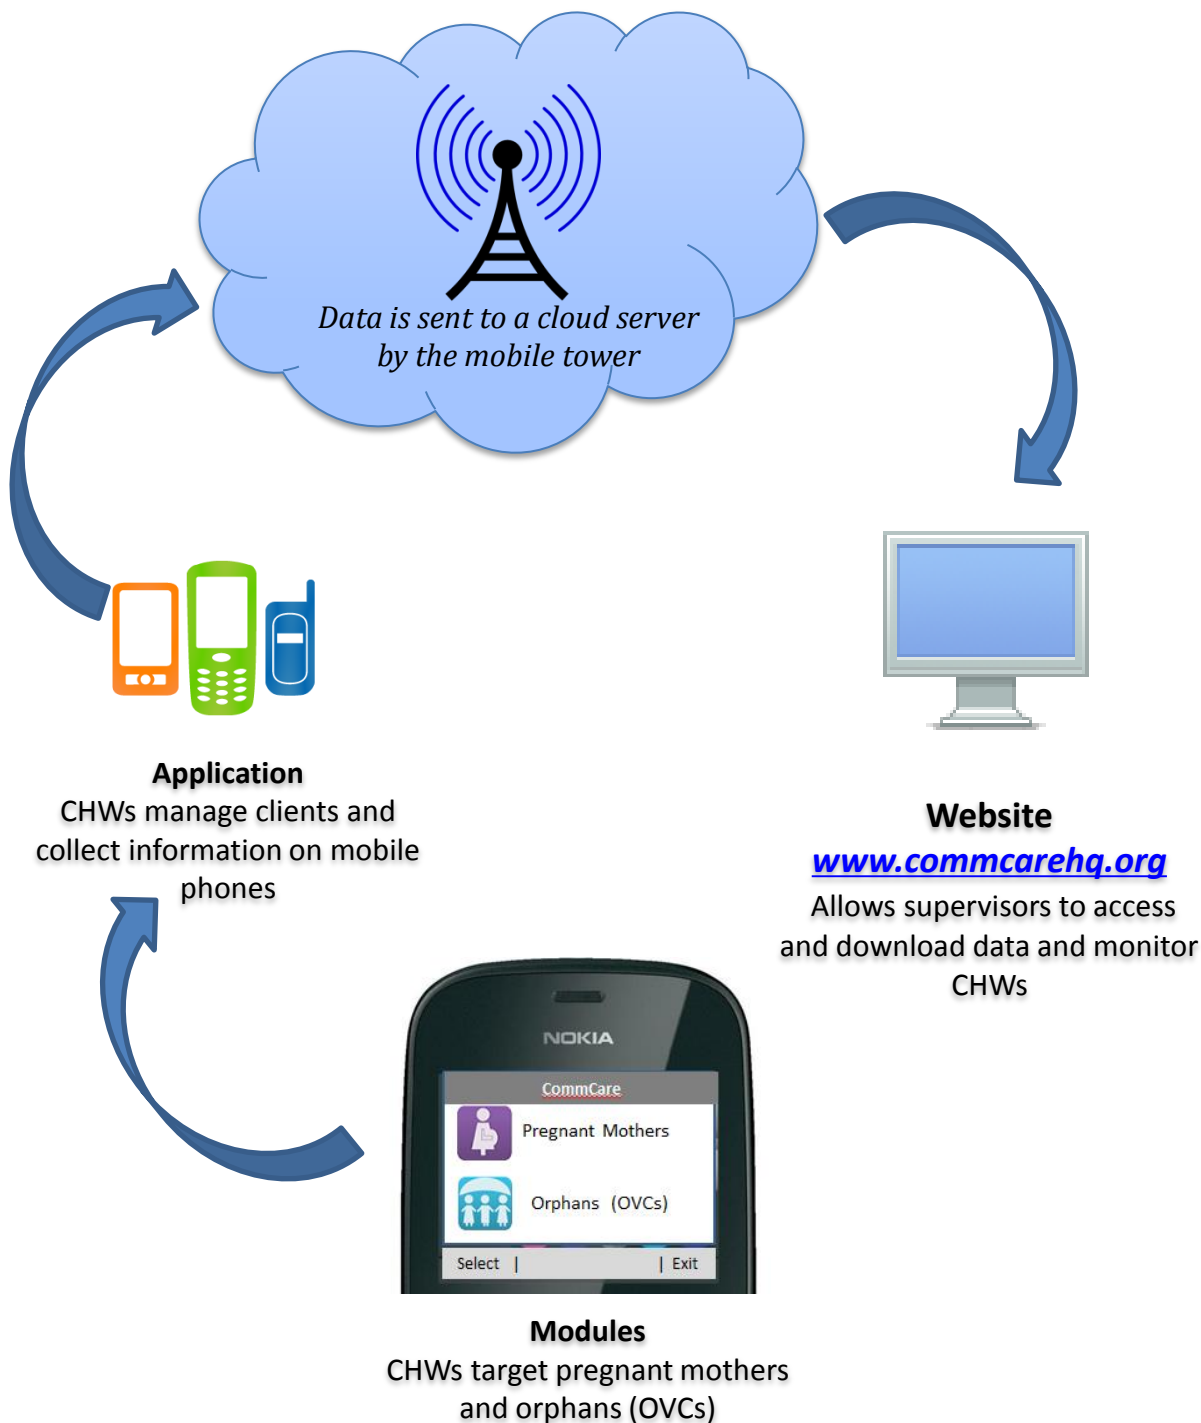 Data is sent to a cloud server
by the mobile tower
Application
CHWs manage clients and
collect information on mobile
phones
Website
www.commcarehq.org
Allows supervisors to access
and download data and monitor
CHWs
NOKIA
CommCare
Pregnant Mothers
Orphans (OVCs)
Select | | Exit
Modules
CHWs target pregnant mothers
and orphans (OVCs)